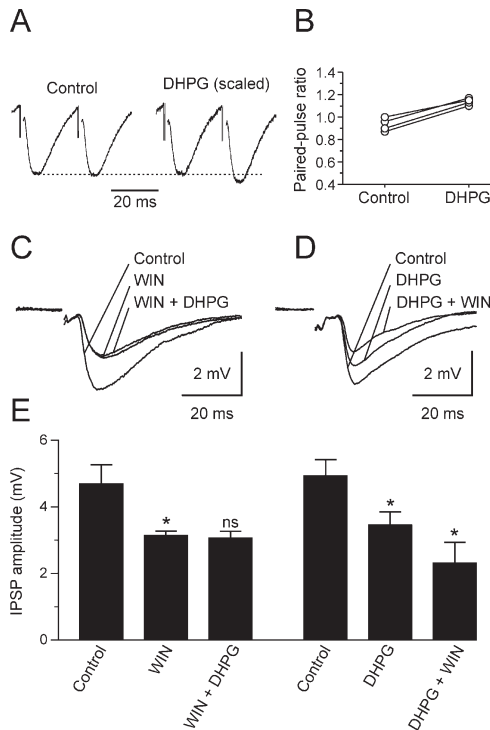 A
B
Control
DHPG (scaled)
20 ms
Paired-pulse ratio
1.4
1.2
1.0
0.8
0.6
0.4
Control
DHPG
C
Control
WIN
WIN + DHPG
2 mV
20 ms
D
Control
DHPG
DHPG + WIN
2 mV
20 ms
E
IPSP amplitude (mV)
6
4
2
0
*
ns
*
*
Control
WIN
WIN + DHPG
Control
DHPG
DHPG + WIN